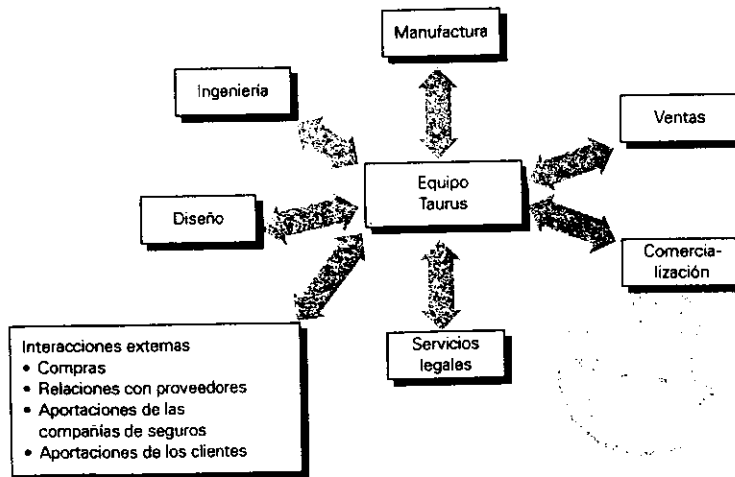 Manufactura
Ingeniería
Ventas
Equipo
Taurus
Diseño
Comercia-
lización
Servicios
legales
Interacciones externas
• Compras
• Relaciones con proveedores
• Aportaciones de las
compañías de seguros
• Aportaciones de los clientes